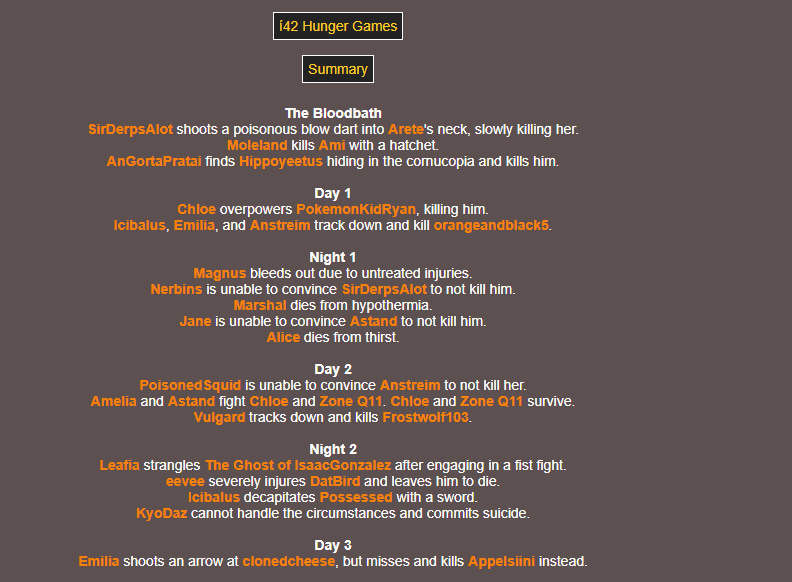 í42 Hunger Games
Summary
The Bloodbath
SirDerpsAlot shoots a poisonous blow dart into Arete's neck, slowly killing her.
Moleland kills Ami with a hatchet.
AnGortaPratai finds Hippoyeetus hiding in the cornucopia and kills him.
Day 1
Chloe overpowers PokemonKidRyan, killing him.
Icibalus, Emilia, and Anstreim track down and kill orangeandblack5.
Night 1
Magnus bleeds out due to untreated injuries.
Nerbins is unable to convince SirDerpsAlot to not kill him.
Marshal dies from hypothermia.
Jane is unable to convince Astand to not kill him.
Alice dies from thirst.
Day 2
PoisonedSquid is unable to convince Anstreim to not kill her.
Amelia and Astand fight Chloe and Zone Q11. Chloe and Zone Q11 survive.
Vulgard tracks down and kills Frostwolf103.
Night 2
Leafia strangles The Ghost of IsaacGonzalez after engaging in a fist fight.
eevee severely injures DatBird and leaves him to die.
Icibalus decapitates Possessed with a sword.
KyoDaz cannot handle the circumstances and commits suicide.
Day 3
Emilia shoots an arrow at clonedcheese, but misses and kills Appelsiini instead.